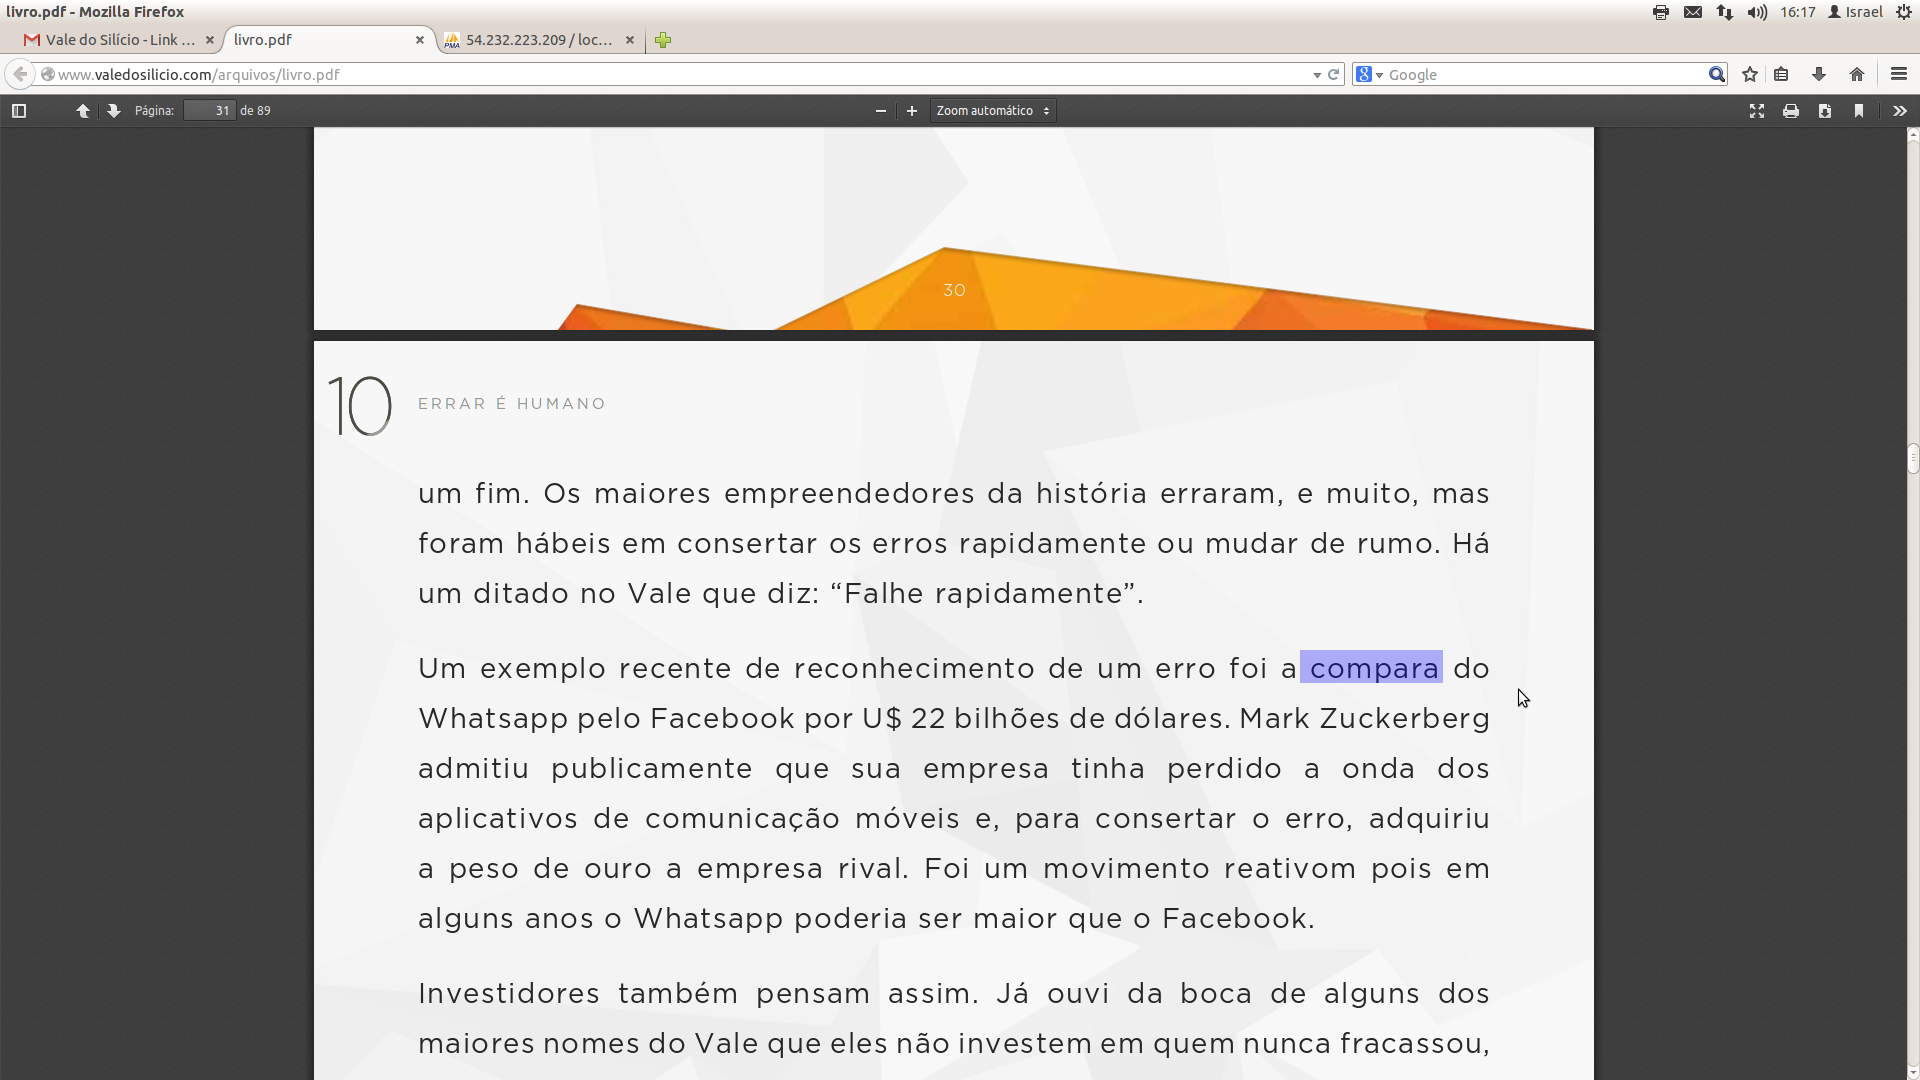 livro.pdf - Mozilla Firefox
16:17 Israel
Vale do Silício - Link ...
livro.pdf
PMA 54.232.223.209 / loc...
www.valedosilicio.com/arquivos/livro.pdf
8 Google
Página: 31 de 89
Zoom automático
30
10 ERRAR É HUMANO
um fim. Os maiores empreendedores da história erraram, e muito, mas
foram hábeis em consertar os erros rapidamente ou mudar de rumo. Há
um ditado no Vale que diz: “Falhe rapidamente”.
Um exemplo recente de reconhecimento de um erro foi a compara do
Whatsapp pelo Facebook por U$ 22 bilhões de dólares. Mark Zuckerberg
admitiu publicamente que sua empresa tinha perdido a onda dos
aplicativos de comunicação móveis e, para consertar o erro, adquiriu
a peso de ouro a empresa rival. Foi um movimento reativom pois em
alguns anos o Whatsapp poderia ser maior que o Facebook.
Investidores também pensam assim. Já ouvi da boca de alguns dos
maiores nomes do Vale que eles não investem em quem nunca fracassou,